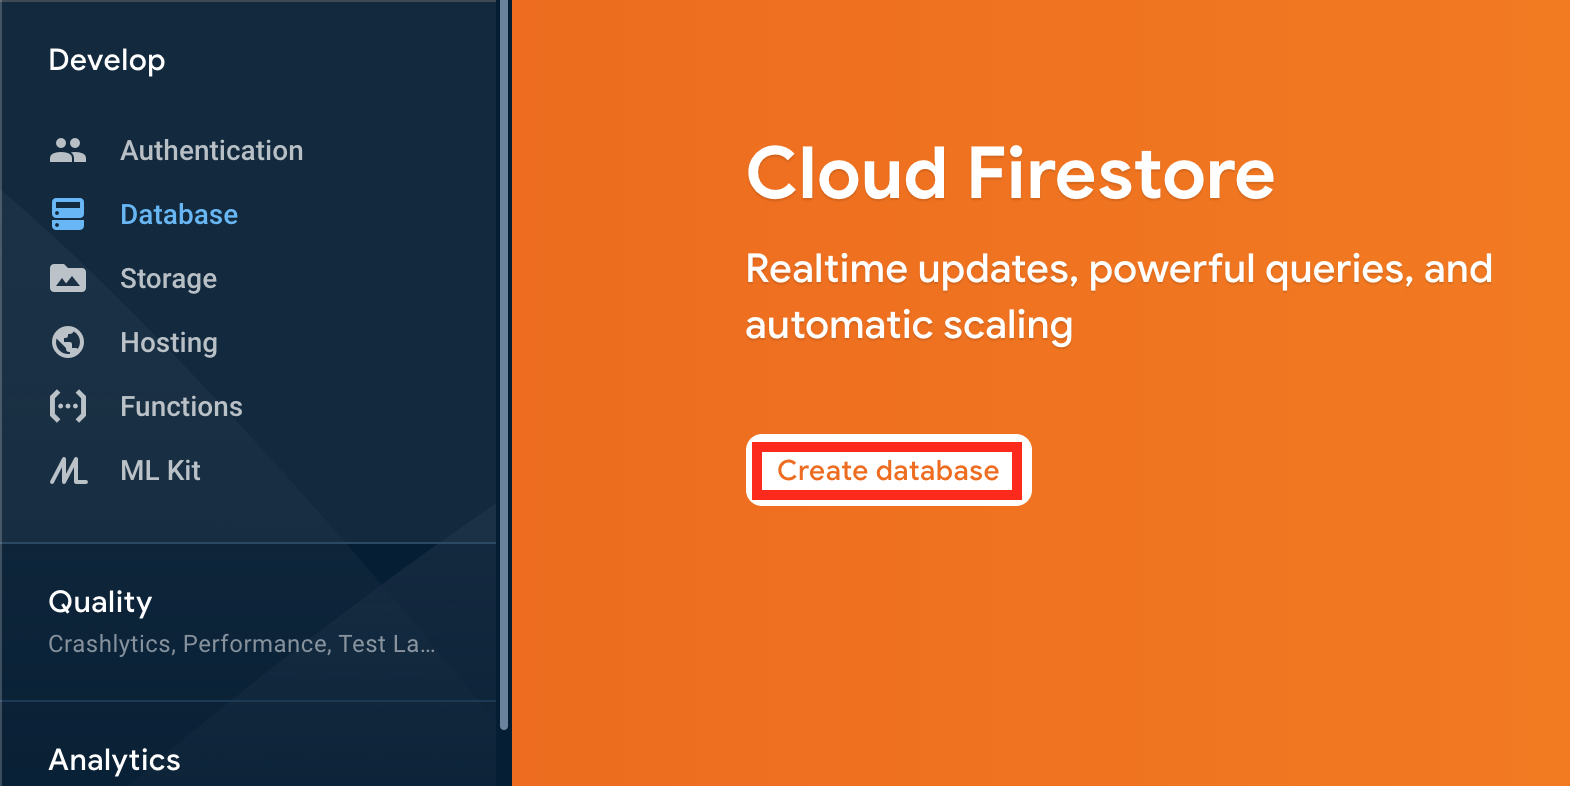 Develop
Authentication
Database
Storage
Hosting
Functions
ML Kit
Quality
Crashlytics, Performance, Test La...
Analytics
Cloud Firestore
Realtime updates, powerful queries, and
automatic scaling
Create database